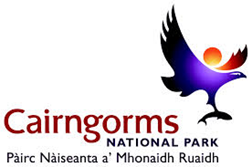 Cairngorms
NATIONAL PARK
Pàirc Nàiseanta a' Mhonaidh Ruaidh